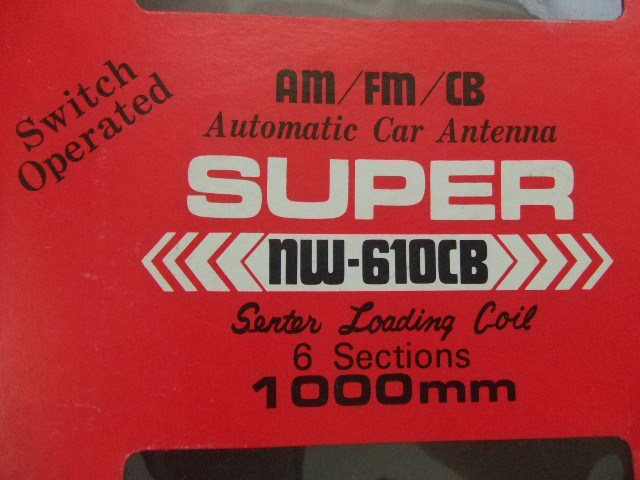 Switch
Operated
AM/FM/CB
Automatic Car Antenna
SUPER
NW-610CB
Senter Loading Coil
6 Sections
1000mm